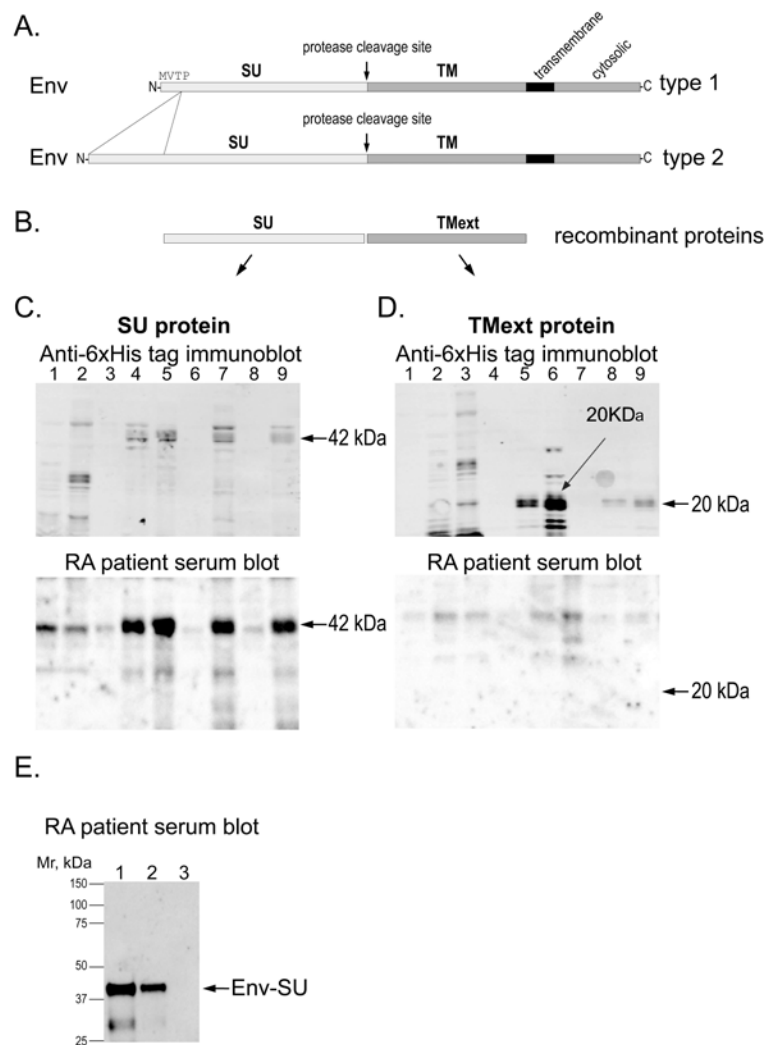 A.
protease cleavage site
transmembrane
cytosolic
MVTP
SU
TM
Env
N-
-C
type 1
protease cleavage site
SU
TM
Env
N-
-C
type 2
B.
SU
TMext
recombinant proteins
C.
SU protein
Anti-6xHis tag immunoblot
1 2 3 4 5 6 7 8 9
42 kDa
RA patient serum blot
42 kDa
D.
TMext protein
Anti-6xHis tag immunoblot
1 2 3 4 5 6 7 8 9
20KDa
20 kDa
RA patient serum blot
20 kDa
E.
RA patient serum blot
Mr, kDa
1 2 3
150
100
75
50
37
25
Env-SU